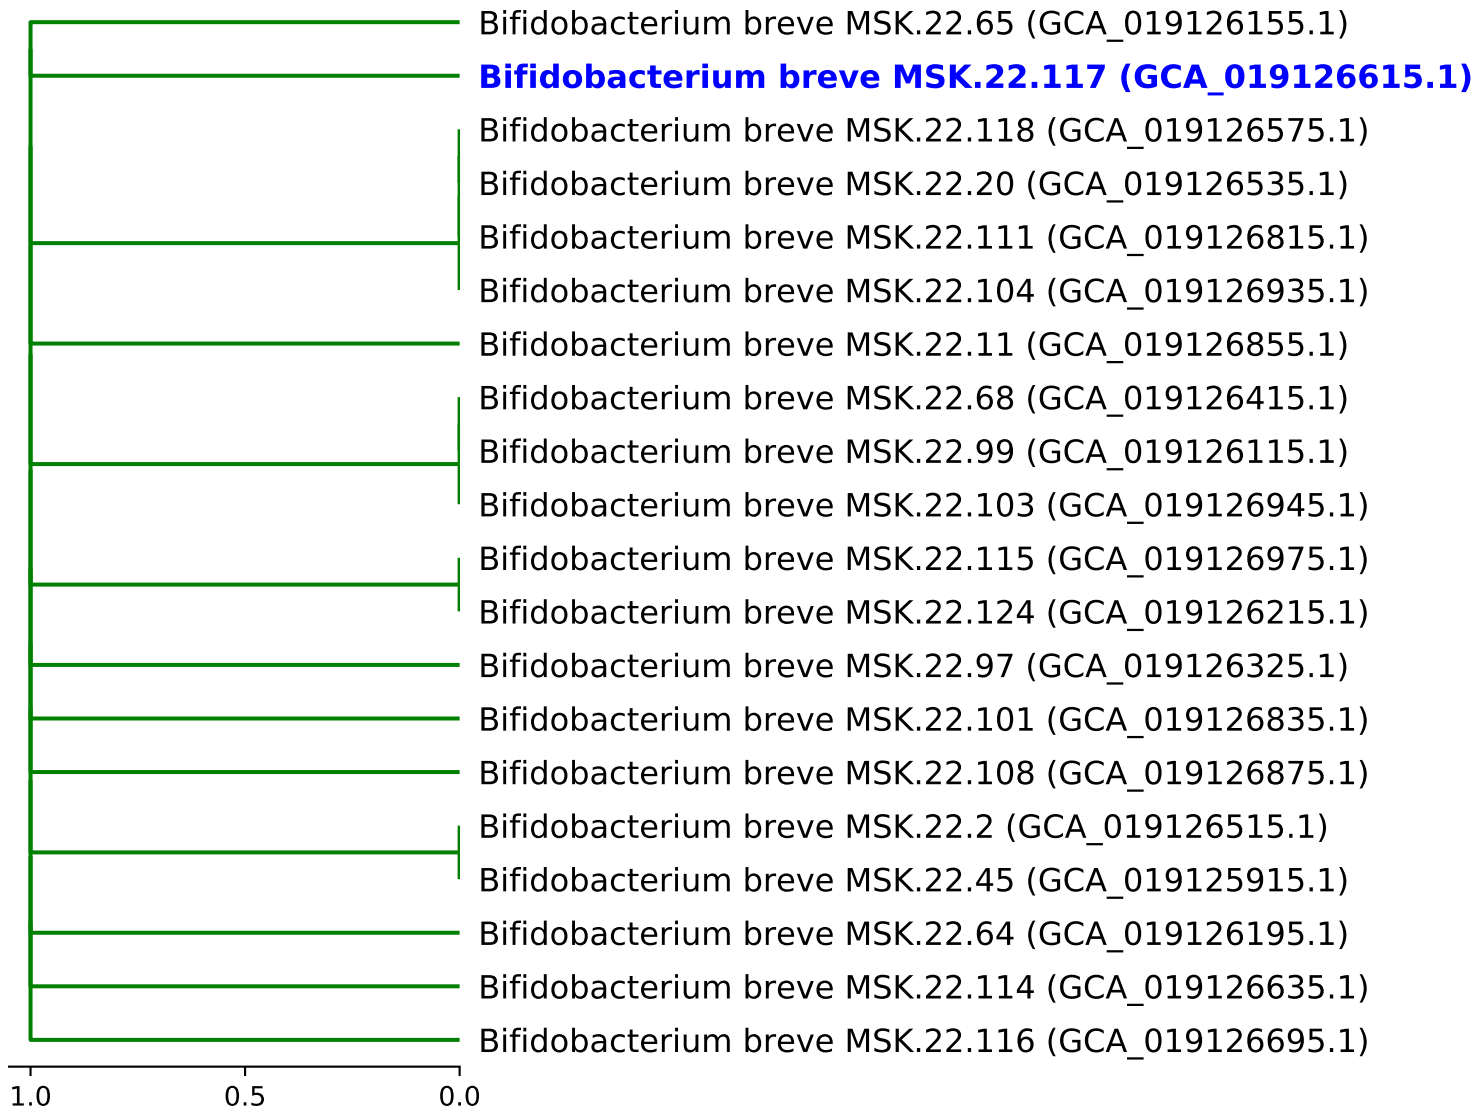 Bifidobacterium breve MSK.22.65 (GCA_019126155.1)
Bifidobacterium breve MSK.22.117 (GCA_019126615.1)
Bifidobacterium breve MSK.22.118 (GCA_019126575.1)
Bifidobacterium breve MSK.22.20 (GCA_019126535.1)
Bifidobacterium breve MSK.22.111 (GCA_019126815.1)
Bifidobacterium breve MSK.22.104 (GCA_019126935.1)
Bifidobacterium breve MSK.22.11 (GCA_019126855.1)
Bifidobacterium breve MSK.22.68 (GCA_019126415.1)
Bifidobacterium breve MSK.22.99 (GCA_019126115.1)
Bifidobacterium breve MSK.22.103 (GCA_019126945.1)
Bifidobacterium breve MSK.22.115 (GCA_019126975.1)
Bifidobacterium breve MSK.22.124 (GCA_019126215.1)
Bifidobacterium breve MSK.22.97 (GCA_019126325.1)
Bifidobacterium breve MSK.22.101 (GCA_019126835.1)
Bifidobacterium breve MSK.22.108 (GCA_019126875.1)
Bifidobacterium breve MSK.22.2 (GCA_019126515.1)
Bifidobacterium breve MSK.22.45 (GCA_019125915.1)
Bifidobacterium breve MSK.22.64 (GCA_019126195.1)
Bifidobacterium breve MSK.22.114 (GCA_019126635.1)
Bifidobacterium breve MSK.22.116 (GCA_019126695.1)
1.0 0.5 0.0